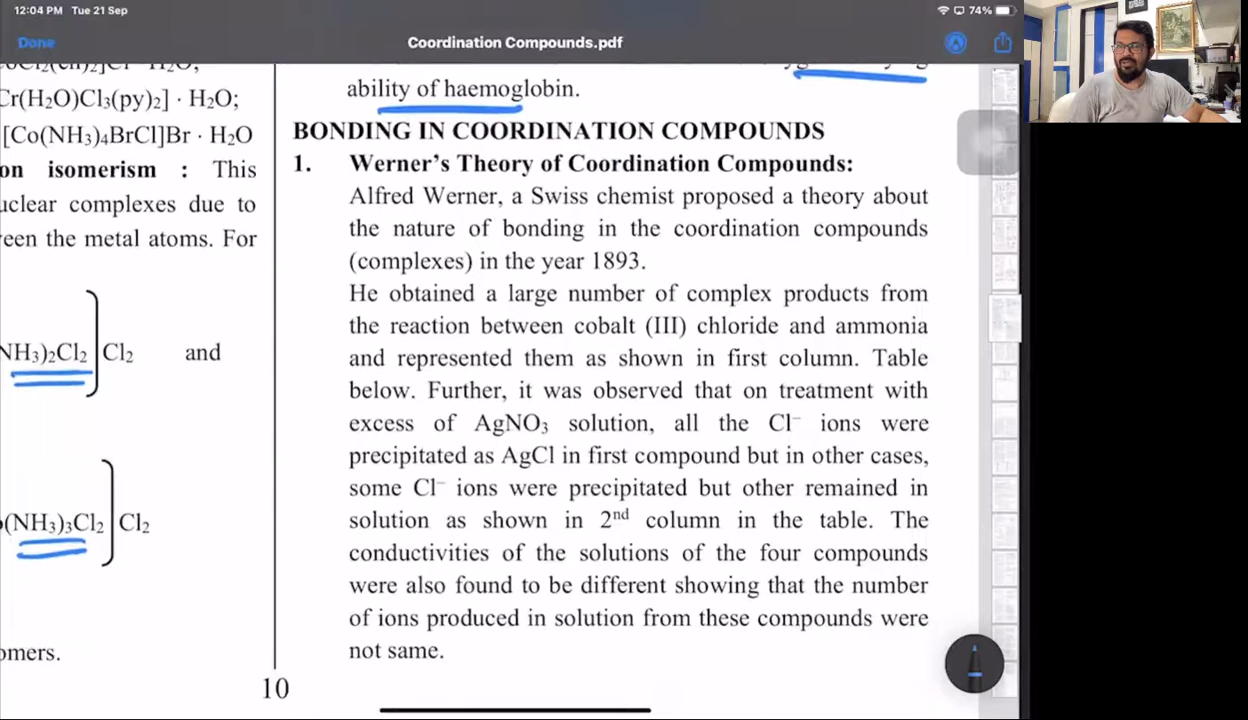 12:04 PM Tue 21 Sep
74%
Done
Coordination Compounds.pdf
Cr(H₂O)Cl₃(py)₂] · H₂O;
[Co(NH₃)₄BrCl]Br · H₂O
on isomerism : This
uclear complexes due to
een the metal atoms. For
NH₃)₂Cl₂ Cl₂ and
(NH₃)₃Cl₂ Cl₂
omers.
10
ability of haemoglobin.
BONDING IN COORDINATION COMPOUNDS
1. Werner’s Theory of Coordination Compounds:
Alfred Werner, a Swiss chemist proposed a theory about
the nature of bonding in the coordination compounds
(complexes) in the year 1893.
He obtained a large number of complex products from
the reaction between cobalt (III) chloride and ammonia
and represented them as shown in first column. Table
below. Further, it was observed that on treatment with
excess of AgNO₃ solution, all the Cl⁻ ions were
precipitated as AgCl in first compound but in other cases,
some Cl⁻ ions were precipitated but other remained in
solution as shown in 2ⁿᵈ column in the table. The
conductivities of the solutions of the four compounds
were also found to be different showing that the number
of ions produced in solution from these compounds were
not same.